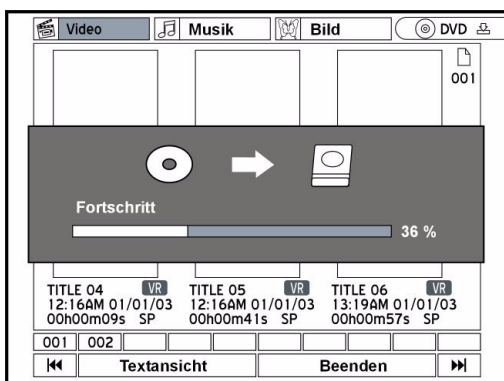 Video Musik Bild DVD
001
Fortschritt
36 %
TITLE 04 VR TITLE 05 VR TITLE 06 VR
12:16AM 01/01/03 12:16AM 01/01/03 13:19AM 01/01/03
00h00m09s SP 00h00m41s SP 00h00m57s SP
001 002
Textansicht Beenden